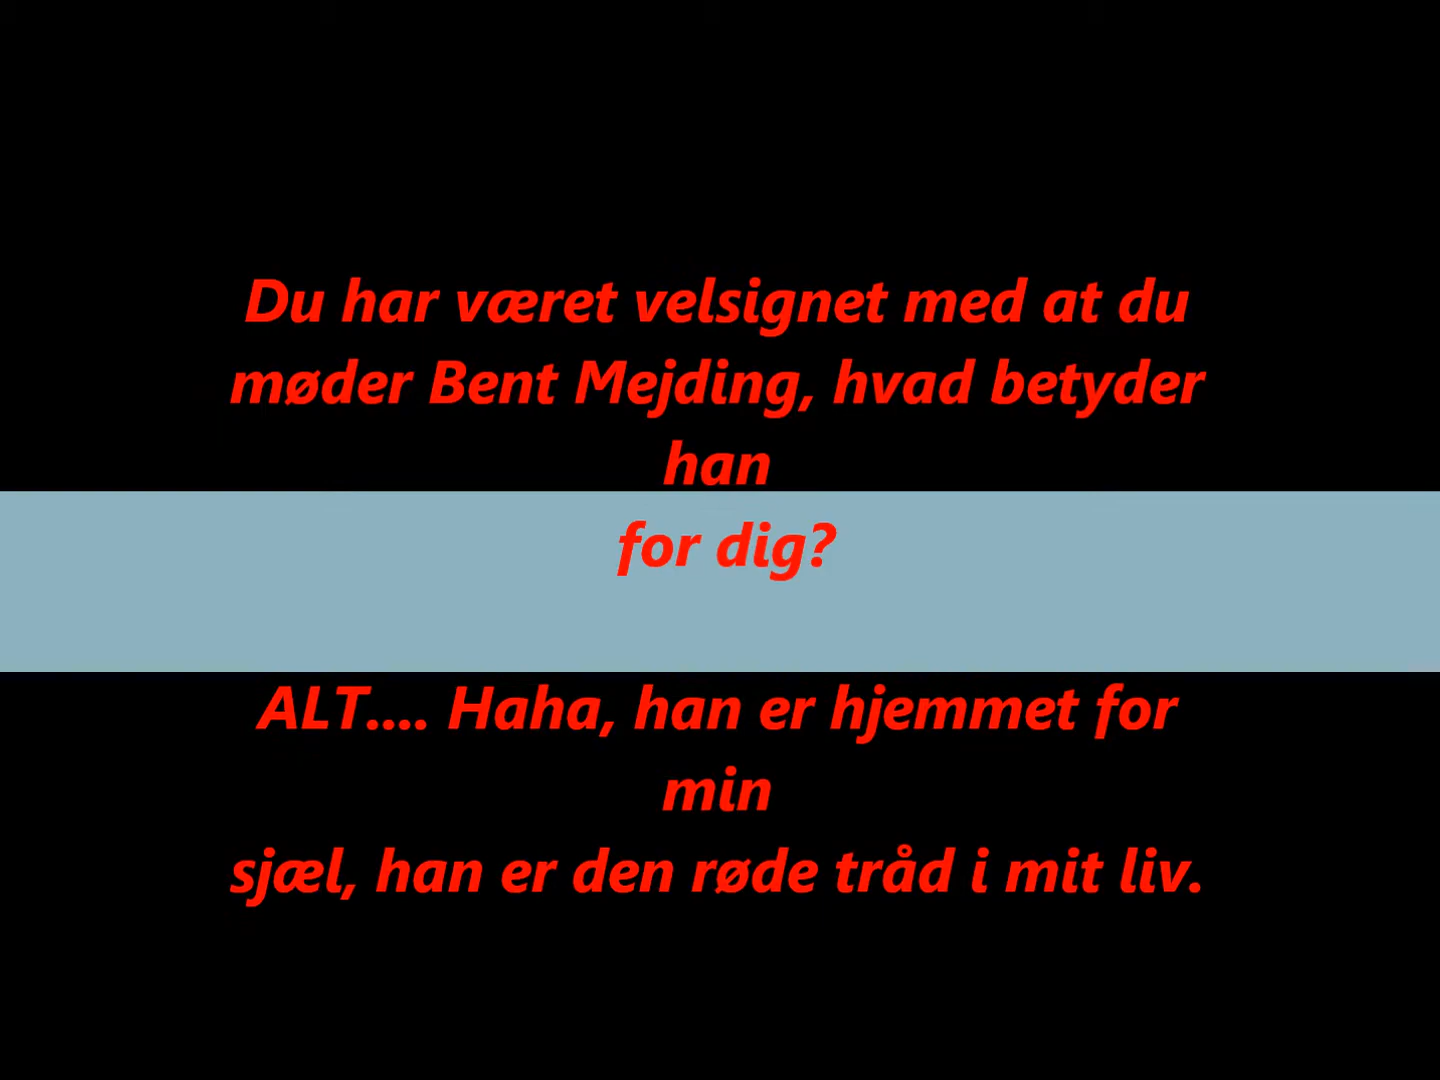 Du har været velsignet med at du
møder Bent Mejding, hvad betyder
han
for dig?
ALT.... Haha, han er hjemmet for
min
sjæl, han er den røde tråd i mit liv.